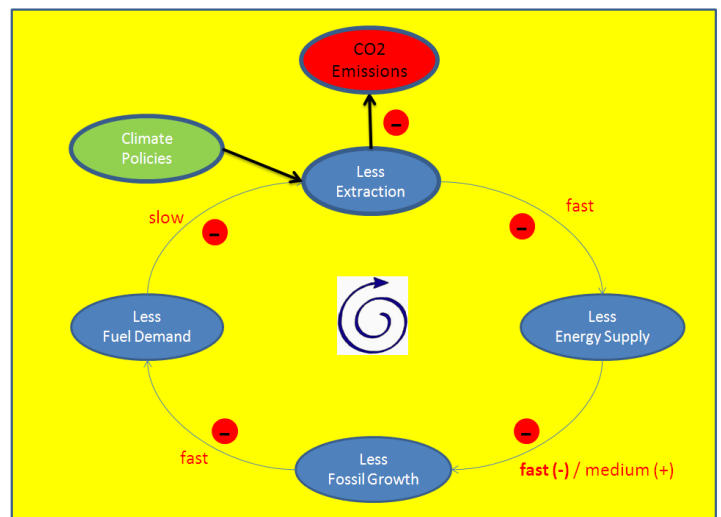 CO2
Emissions
-
Climate
Policies
Less
Extraction
slow
-
fast
-
Less
Fuel Demand
Less
Energy Supply
-
fast
-
fast (-) / medium (+)
Less
Fossil Growth